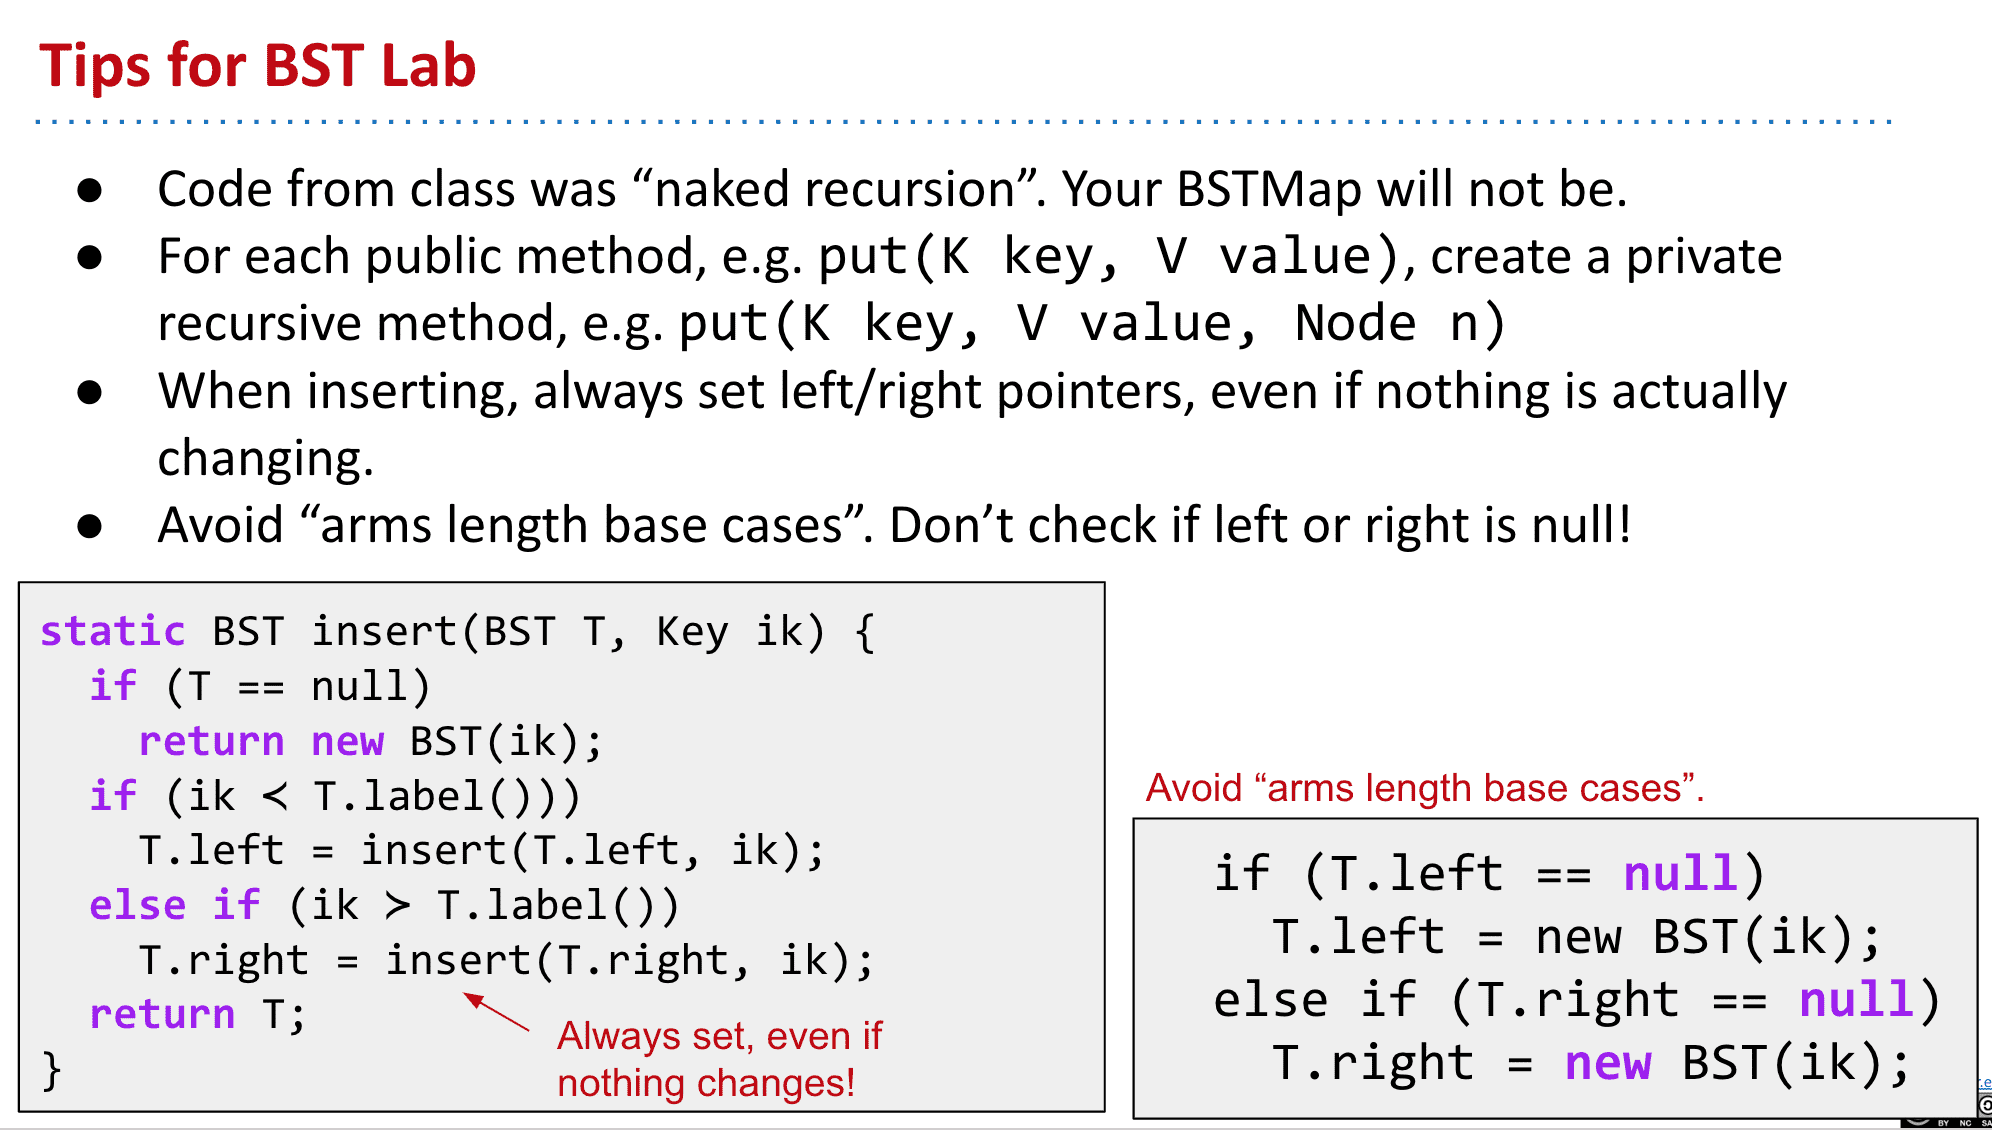 Tips for BST Lab
● Code from class was “naked recursion”. Your BSTMap will not be.
● For each public method, e.g. put(K key, V value), create a private
recursive method, e.g. put(K key, V value, Node n)
● When inserting, always set left/right pointers, even if nothing is actually
changing.
● Avoid “arms length base cases”. Don’t check if left or right is null!
static BST insert(BST T, Key ik) {
if (T == null)
return new BST(ik);
if (ik ≺ T.label()))
T.left = insert(T.left, ik);
else if (ik ≻ T.label())
T.right = insert(T.right, ik);
return T;
}
Always set, even if
nothing changes!
Avoid “arms length base cases”.
if (T.left == null)
T.left = new BST(ik);
else if (T.right == null)
T.right = new BST(ik);
BY NC SA